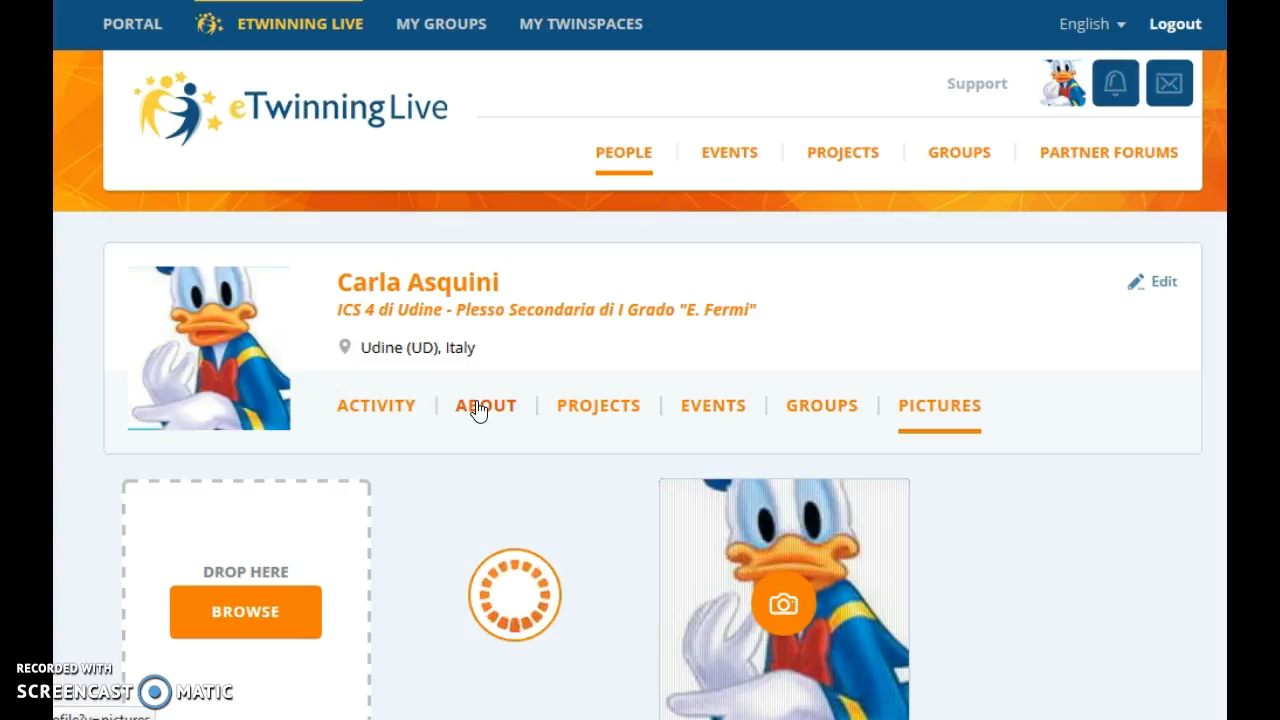 PORTAL ETWINNING LIVE MY GROUPS MY TWINSPACES English Logout
eTwinning Live
Support
PEOPLE EVENTS PROJECTS GROUPS PARTNER FORUMS
Carla Asquini
Edit
ICS 4 di Udine - Plesso Secondaria di I Grado "E. Fermi"
Udine (UD), Italy
ACTIVITY ABOUT PROJECTS EVENTS GROUPS PICTURES
DROP HERE
BROWSE
RECORDED WITH
SCREENCAST MATIC